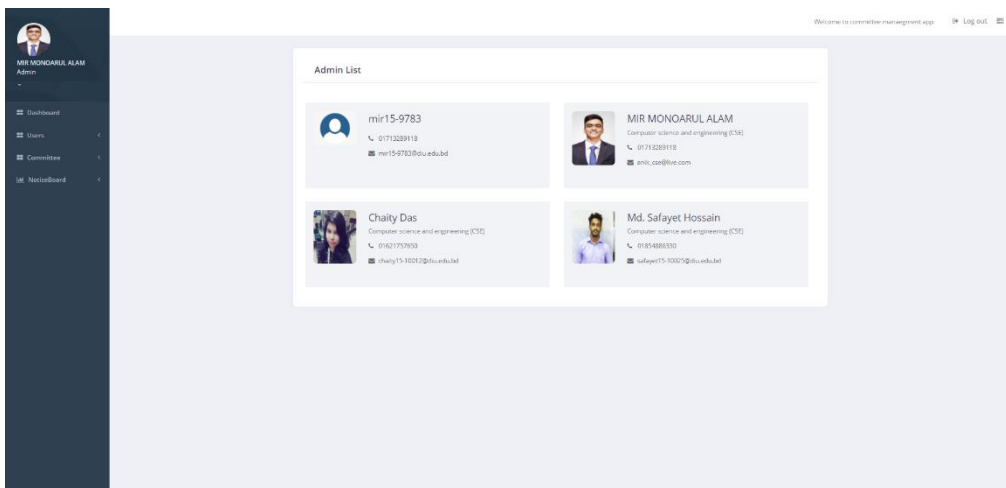 Welcome to committee manaegment app
Log out
MIR MONOARUL ALAM
Admin
Dashboard
Users
Committee
NoticeBoard
Admin List
mir15-9783
01713289118
mir15-9783@diu.edu.bd
MIR MONOARUL ALAM
Computer science and engineering (CSE)
01713289118
anik_cse@live.com
Chaity Das
Computer science and engineering (CSE)
01621757650
chaity15-10012@diu.edu.bd
Md. Safayet Hossain
Computer science and engineering (CSE)
01854886330
safayet15-10025@diu.edu.bd